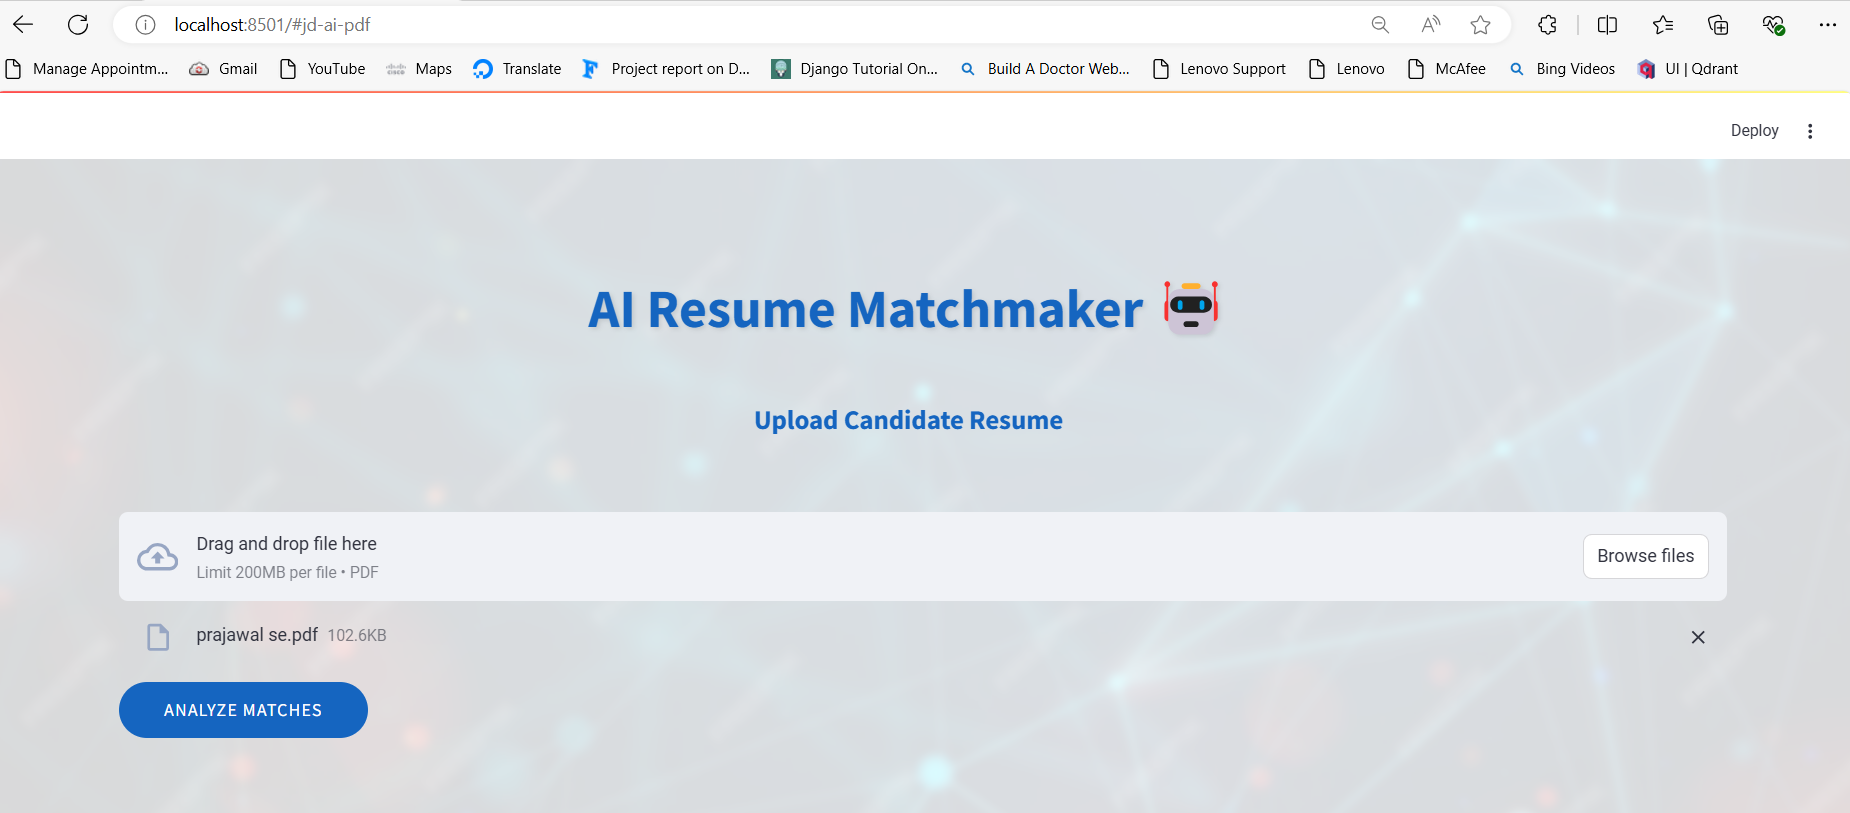 localhost:8501/#jd-ai-pdf
Manage Appointm... Gmail YouTube Maps Translate Project report on D... Django Tutorial On... Build A Doctor Web... Lenovo Support Lenovo McAfee Bing Videos UI | Qdrant
Deploy
AI Resume Matchmaker
Upload Candidate Resume
Drag and drop file here
Limit 200MB per file • PDF
Browse files
prajawal se.pdf 102.6KB
ANALYZE MATCHES